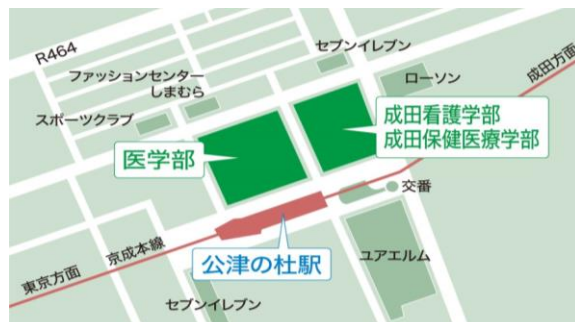 R464
セブンイレブン
ファッションセンター
しまむら
ローソン
成田方面
スポーツクラブ
成田看護学部
成田保健医療学部
医学部
交番
京成本線
東京方面
公津の杜駅
ユアエルム
セブンイレブン